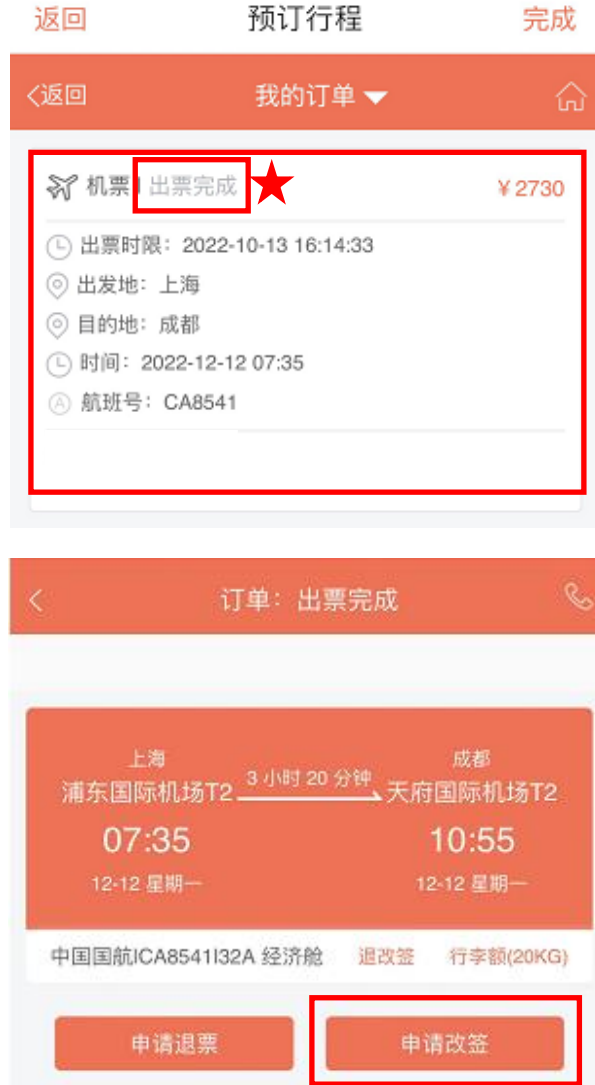 返回 预订行程 完成
返回 我的订单
机票 出票完成 ¥2730
出票时限：2022-10-13 16:14:33
出发地：上海
目的地：成都
时间：2022-12-12 07:35
A 航班号：CA8541
订单：出票完成
上海 成都
浦东国际机场T2 3小时20分钟 天府国际机场T2
07:35 10:55
12-12 星期一 12-12 星期一
中国国航ICA8541I32A 经济舱 退改签 行李额(20KG)
申请退票 申请改签